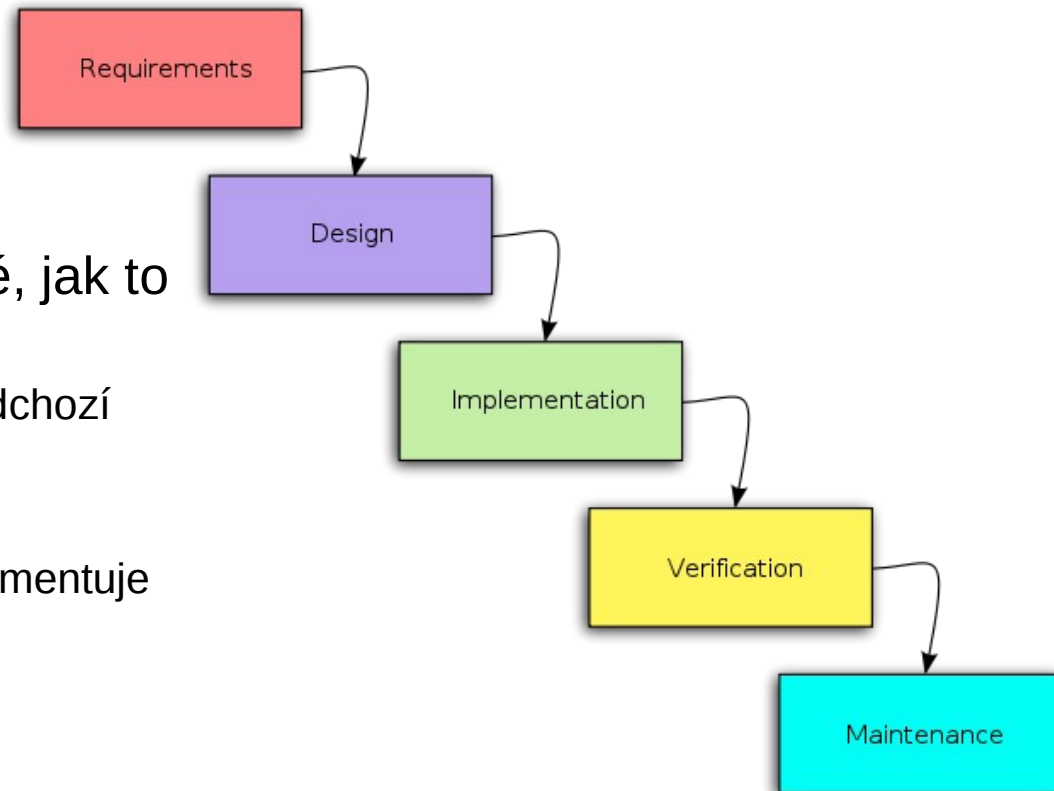 Requirements
Design
é, jak to
Implementation
dchozí
Verification
mentuje
Maintenance